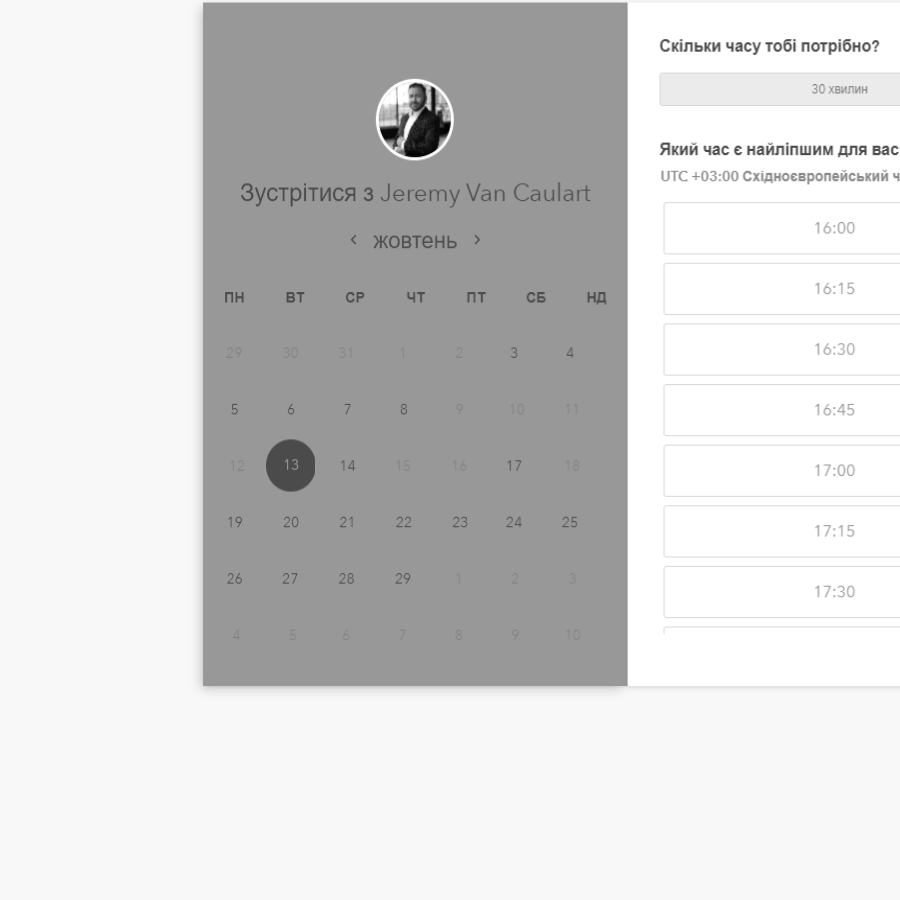 Зустрітися з Jeremy Van Caulart
жовтень
ПН ВТ СР ЧТ ПТ СБ НД
29 30 31 1 2 3 4
5 6 7 8 9 10 11
12 13 14 15 16 17 18
19 20 21 22 23 24 25
26 27 28 29 1 2 3
4 5 6 7 8 9 10
Скільки часу тобі потрібно?
30 хвилин
Який час є найліпшим для вас
UTC +03:00 Східноєвропейський ч
16:00
16:15
16:30
16:45
17:00
17:15
17:30